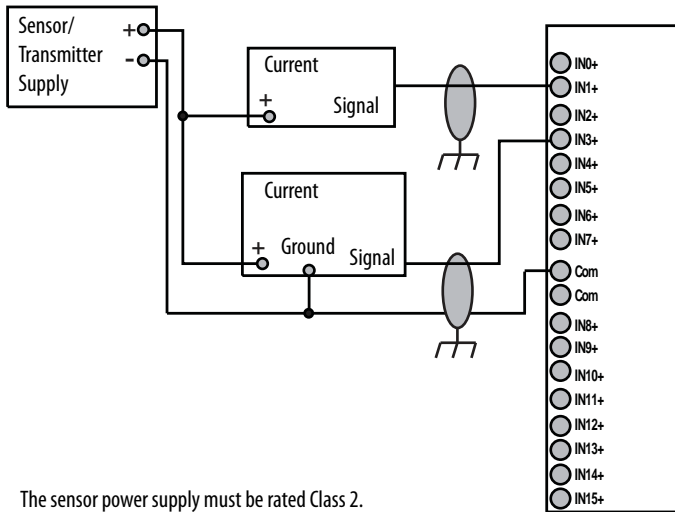 Sensor/
Transmitter
Supply
+
-
Current
+
Signal
Current
+
Ground
Signal
IN0+
IN1+
IN2+
IN3+
IN4+
IN5+
IN6+
IN7+
Com
Com
IN8+
IN9+
IN10+
IN11+
IN12+
IN13+
IN14+
IN15+
The sensor power supply must be rated Class 2.